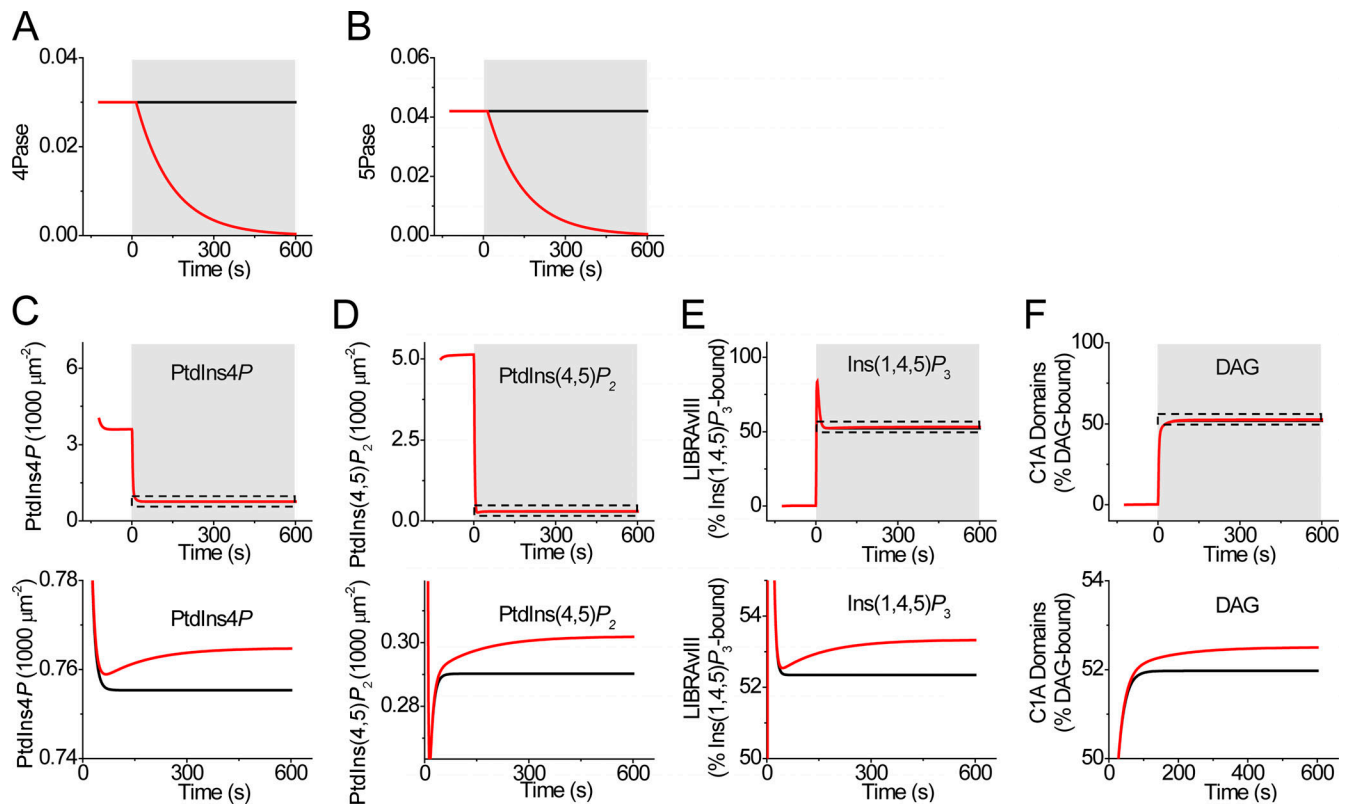 A
B
4Pase
0.04
0.02
0.00
0
300
600
Time (s)
5Pase
0.06
0.04
0.02
0.00
0
300
600
Time (s)
C
D
E
F
PtdIns4P (1000 μm-2)
6
3
0
PtdIns4P
0
300
600
Time (s)
PtdIns(4,5)P2 (1000 μm-2)
5.0
2.5
0.0
PtdIns(4,5)P2
0
300
600
Time (s)
LIBRAvIII
(% Ins(1,4,5)P3-bound)
100
50
0
Ins(1,4,5)P3
0
300
600
Time (s)
C1A Domains
(% DAG-bound)
100
50
0
DAG
0
300
600
Time (s)
PtdIns4P (1000 μm-2)
0.78
0.76
0.74
PtdIns4P
0
300
600
Time (s)
PtdIns(4,5)P2 (1000 μm-2)
0.30
0.28
PtdIns(4,5)P2
0
300
600
Time (s)
LIBRAvIII
(% Ins(1,4,5)P3-bound)
54
52
50
Ins(1,4,5)P3
0
300
600
Time (s)
C1A Domains
(% DAG-bound)
54
52
50
DAG
0
200
400
600
Time (s)